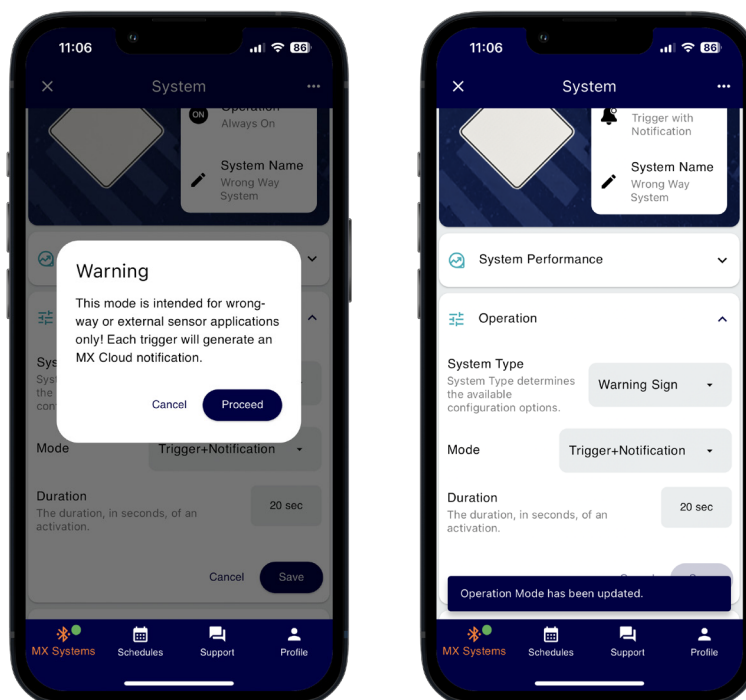 11:06
86
System
ON
Operation
Always On
System Name
Wrong Way
System
Warning
This mode is intended for wrong-
way or external sensor applications
only! Each trigger will generate an
MX Cloud notification.
Cancel
Proceed
Mode
Trigger+Notification
Duration
The duration, in seconds, of an
activation.
20 sec
Cancel
Save
MX Systems
Schedules
Support
Profile
11:06
86
System
Trigger with
Notification
System Name
Wrong Way
System
System Performance
Operation
System Type
System Type determines
the available
configuration options.
Warning Sign
Mode
Trigger+Notification
Duration
The duration, in seconds, of an
activation.
20 sec
Operation Mode has been updated.
MX Systems
Schedules
Support
Profile